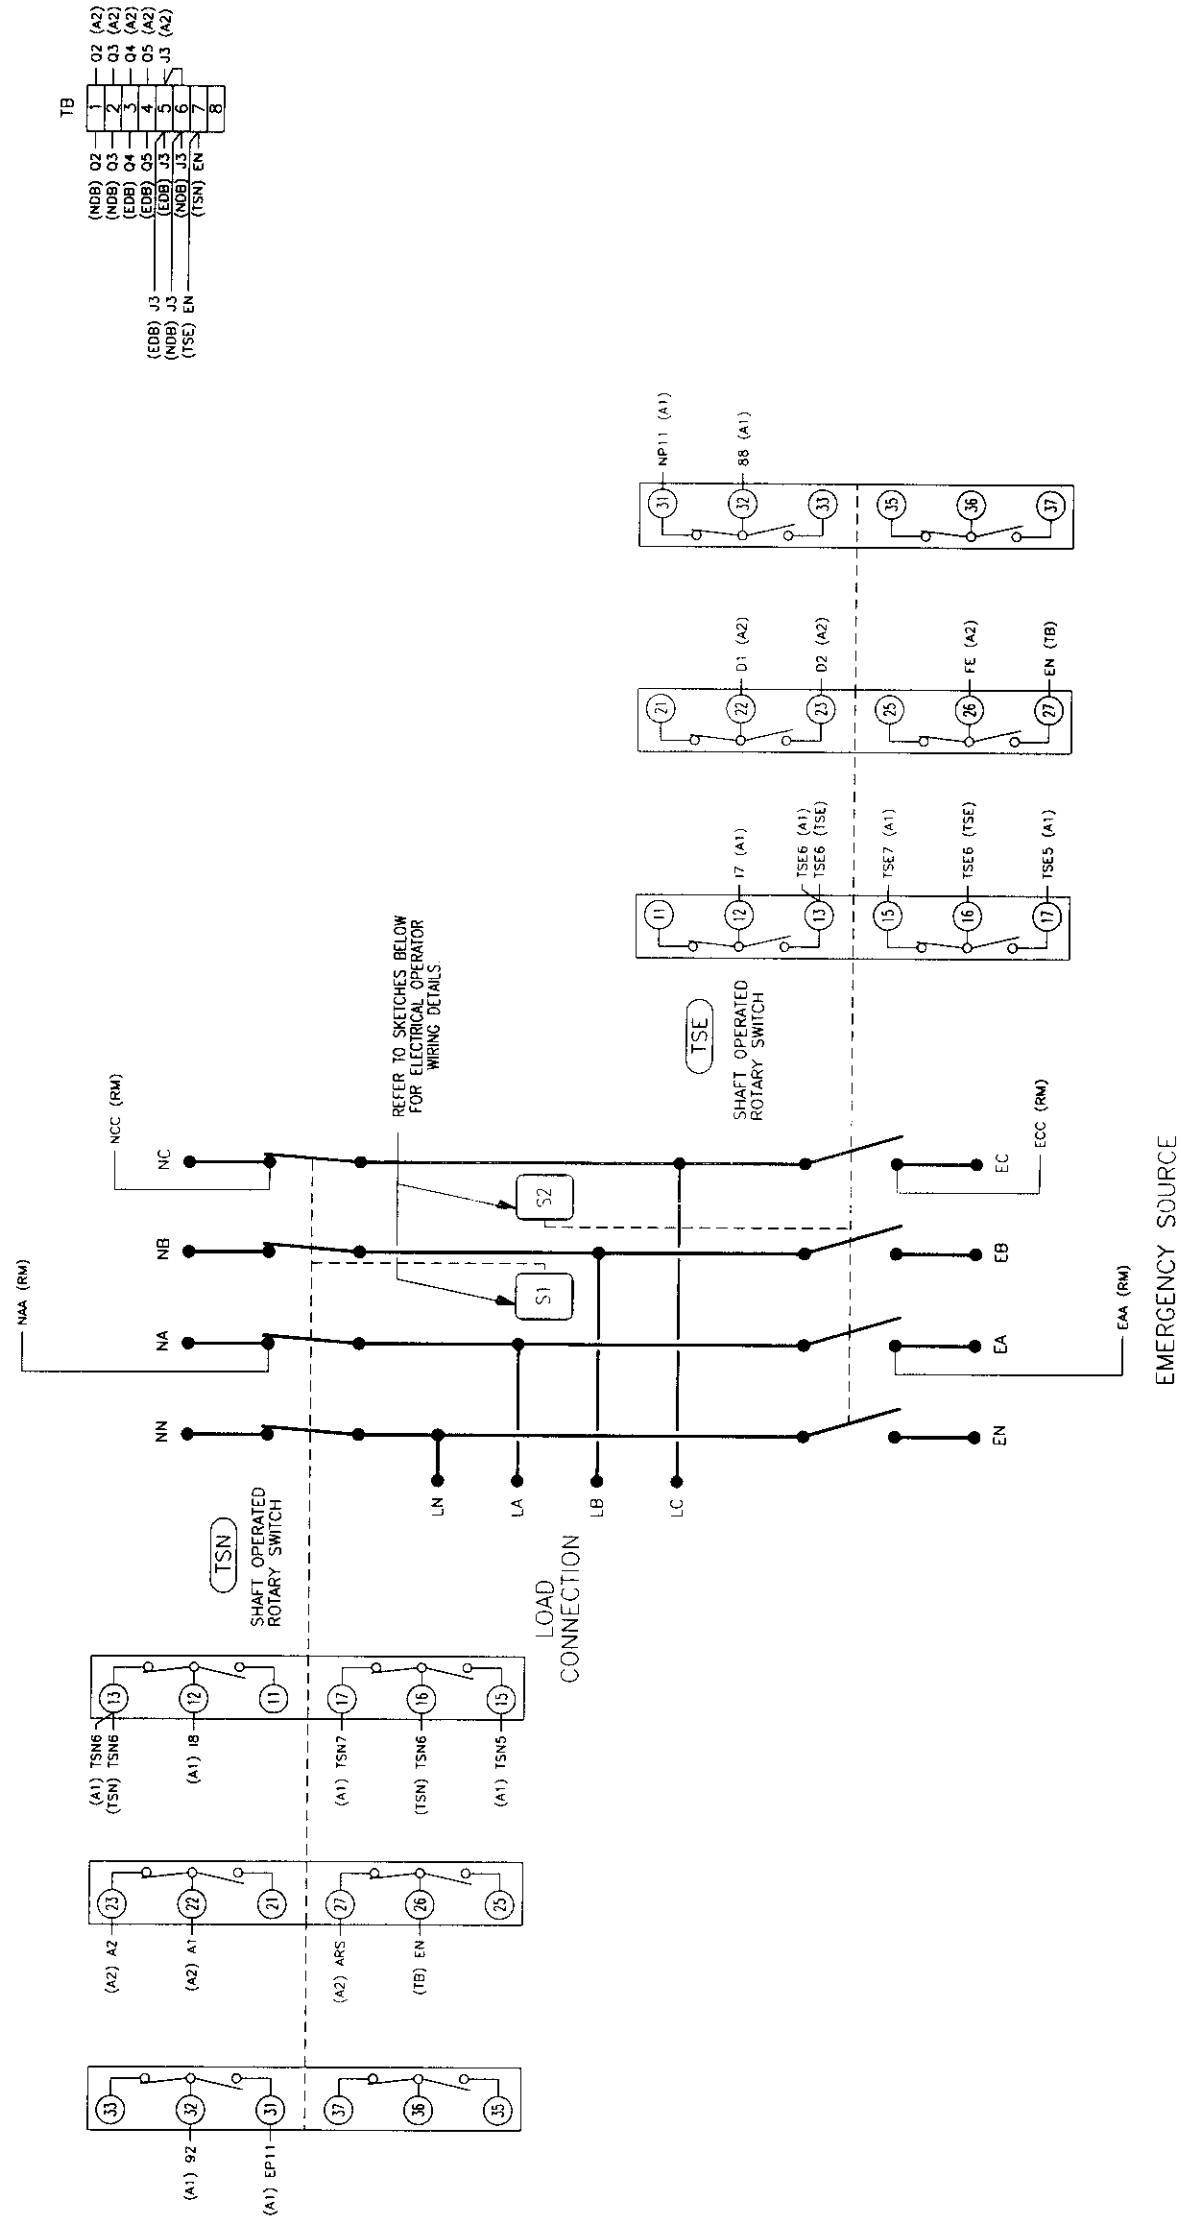 TB
(NDB) Q2 1 Q2 (A2)
(NDB) Q3 2 Q3 (A2)
(EDB) Q4 3 Q4 (A2)
(EDB) Q5 4 Q5 (A2)
(EDB) J3 5 J3 (A2)
(NDB) J3 6
(TSN) EN 7
8
(EDB) J3
(NDB) J3
(TSE) EN
NAA (RM)
NCC (RM)
NN
NA
NB
NC
TSN
SHAFT OPERATED
ROTARY SWITCH
33
32
31
37
36
35
(A1) 92
(A1) EP11
23
22
21
27
26
25
(A2) A2
(A2) A1
(A2) ARS
(TB) EN
13
12
11
17
16
15
(A1) TSN6
(TSN) TSN6
(A1) I8
(A1) TSN7
(TSN) TSN6
(A1) TSN5
REFER TO SKETCHES BELOW
FOR ELECTRICAL OPERATOR
WIRING DETAILS.
S1
S2
LN
LA
LB
LC
LOAD
CONNECTION
TSE
SHAFT OPERATED
ROTARY SWITCH
11
12
13
15
16
17
I7 (A1)
TSE6 (A1)
TSE6 (TSE)
TSE7 (A1)
TSE6 (TSE)
TSE5 (A1)
21
22
23
25
26
27
D1 (A2)
D2 (A2)
FE (A2)
EN (TB)
31
32
33
35
36
37
NP11 (A1)
88 (A1)
EN
EA
EB
EC
EAA (RM)
ECC (RM)
EMERGENCY SOURCE